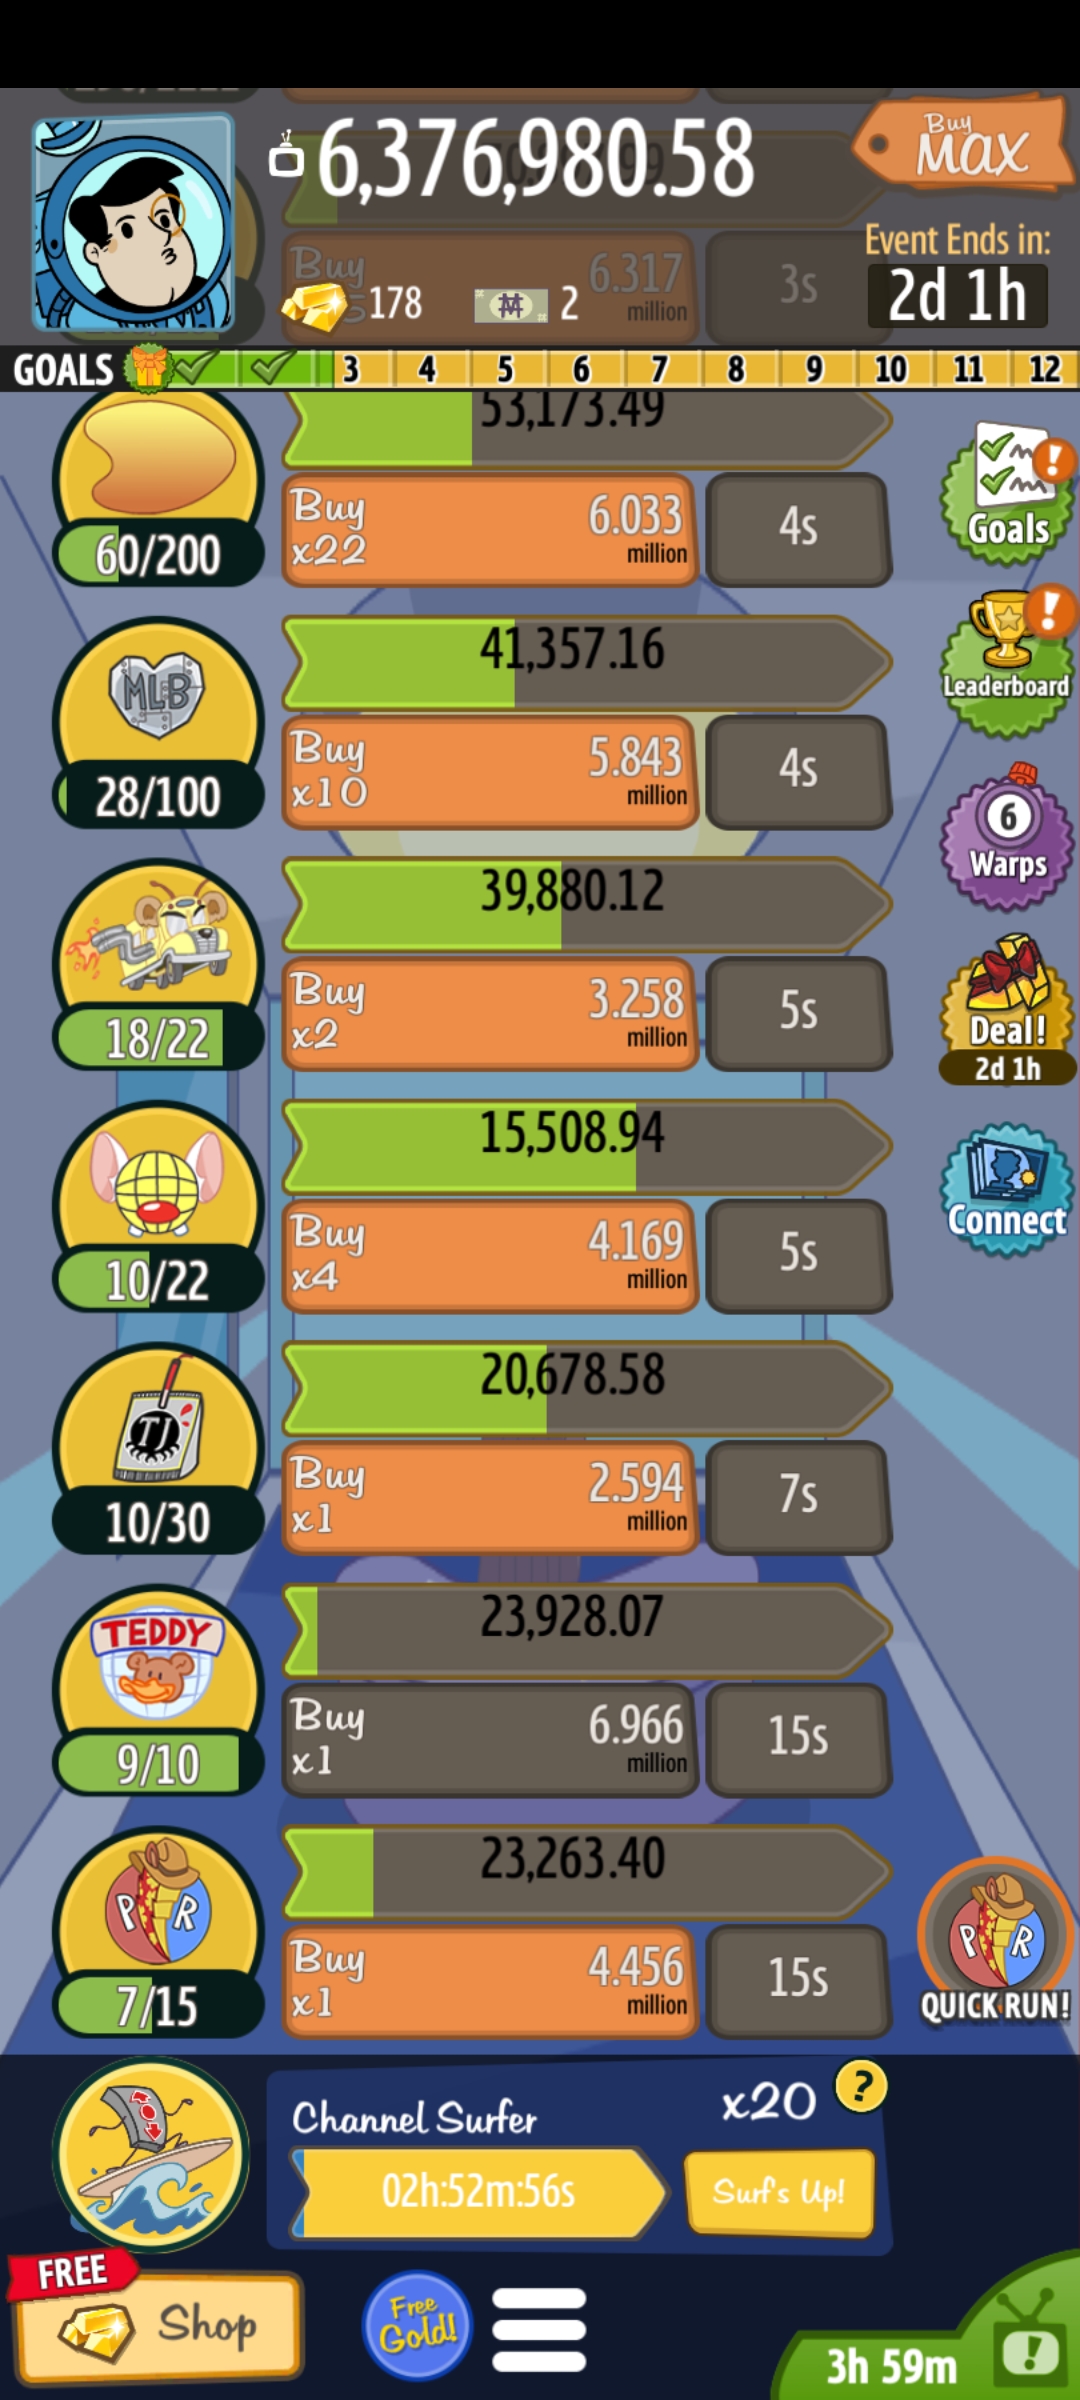 6,376,980.58
Buy
MAX
Event Ends in:
2d 1h
Buy
6.317
million
3s
178
2
GOALS
3
4
5
6
7
8
9
10
11
12
53,173.49
60/200
Buy
x22
6.033
million
4s
Goals
41,357.16
MLB
28/100
Buy
x10
5.843
million
4s
Leaderboard
39,880.12
18/22
Buy
x2
3.258
million
5s
6
Warps
Deal!
2d 1h
15,508.94
10/22
Buy
x4
4.169
million
5s
Connect
20,678.58
TJ
10/30
Buy
x1
2.594
million
7s
23,928.07
TEDDY
9/10
Buy
x1
6.966
million
15s
23,263.40
P R
7/15
Buy
x1
4.456
million
15s
P R
QUICK RUN!
Channel Surfer
x20
?
02h:52m:56s
Surf's Up!
FREE
Shop
Free
Gold!
3h 59m
!